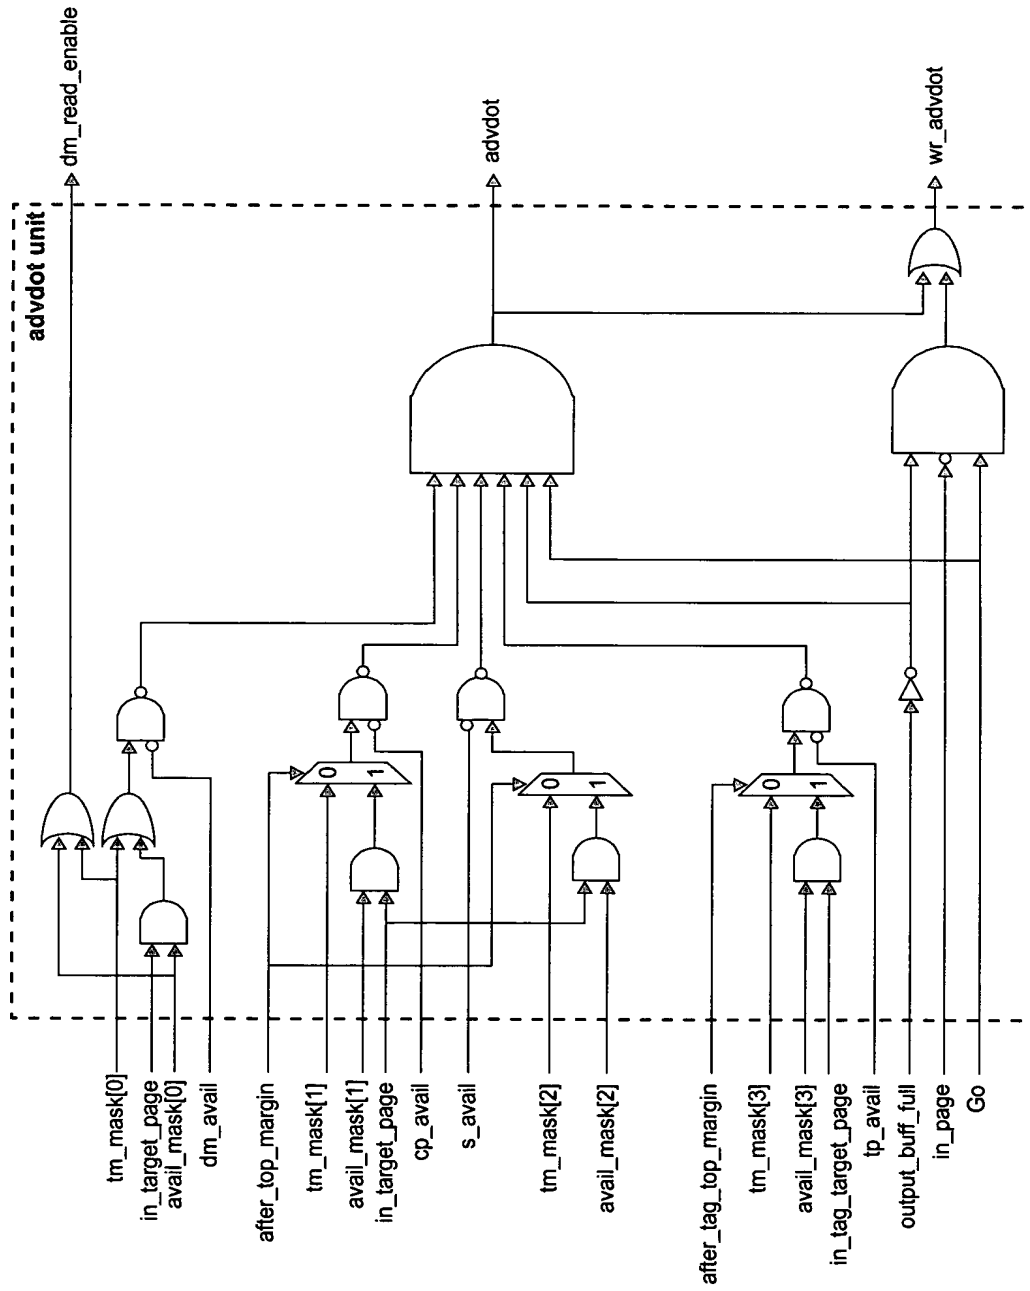 advdot unit
dm_read_enable
advdot
wr_advdot
tm_mask[0]
in_target_page
avail_mask[0]
dm_avail
after_top_margin
tm_mask[1]
avail_mask[1]
in_target_page
cp_avail
s_avail
tm_mask[2]
avail_mask[2]
after_tag_top_margin
tm_mask[3]
avail_mask[3]
in_tag_target_page
tp_avail
output_buff_full
in_page
Go
0
1
0
1
0
1